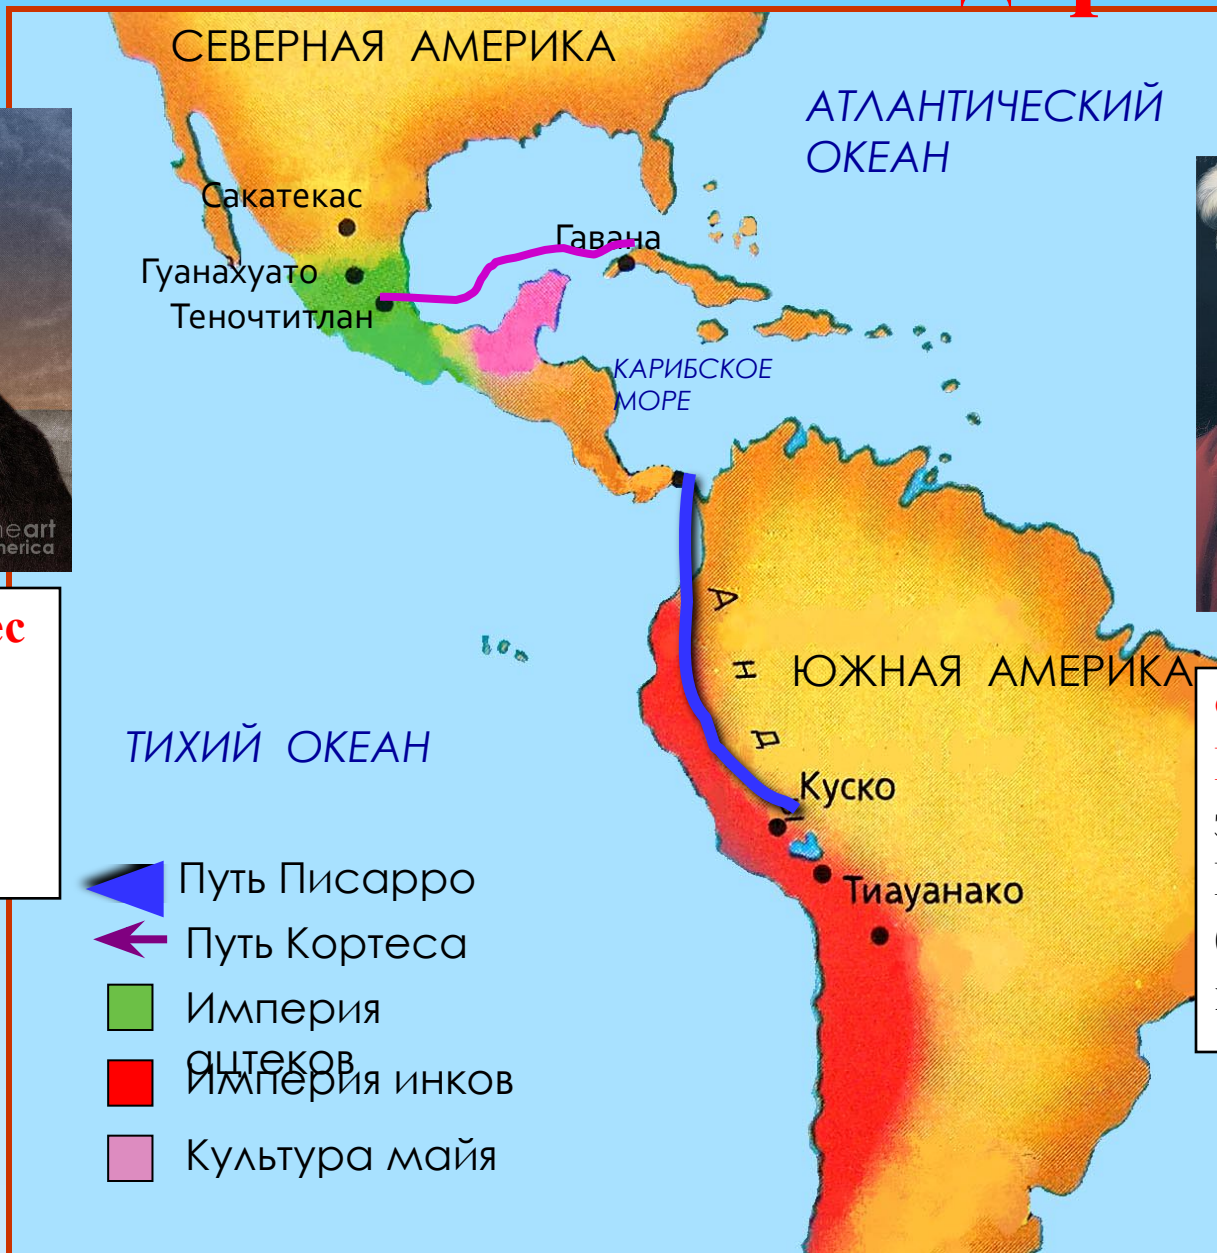 СЕВЕРНАЯ АМЕРИКА
АТЛАНТИЧЕСКИЙ
ОКЕАН
Сакатекас
Гавана
Гуанахуато
Теночтитлан
КАРИБСКОЕ
МОРЕ
АНДЫ
ЮЖНАЯ АМЕРИКА
ТИХИЙ ОКЕАН
Куско
Тиауанако
Путь Писарро
Путь Кортеса
Империя
ацтеков
Империя инков
Культура майя